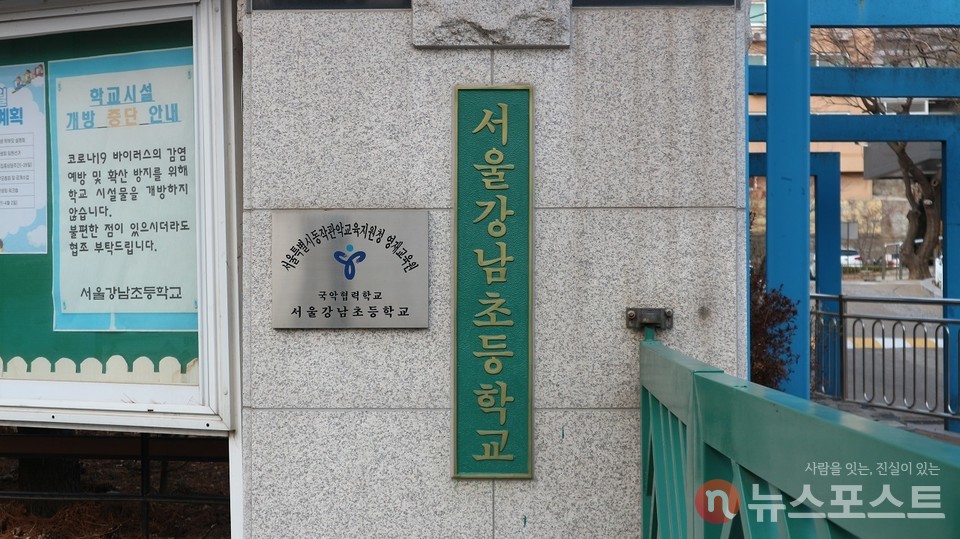 계획
학교시설
개방 중단 안내
코로나19 바이러스의 감염
예방 및 확산 방지를 위해
학교 시설물을 개방하지
않습니다.
불편한 점이 있으시더라도
협조 부탁드립니다.
서울강남초등학교
서울특별시동작관악교육지원청 영재교육원
국악협력학교
서울강남초등학교
서울강남초등학교
사람을 잇는, 진실이 있는
n 뉴스포스트